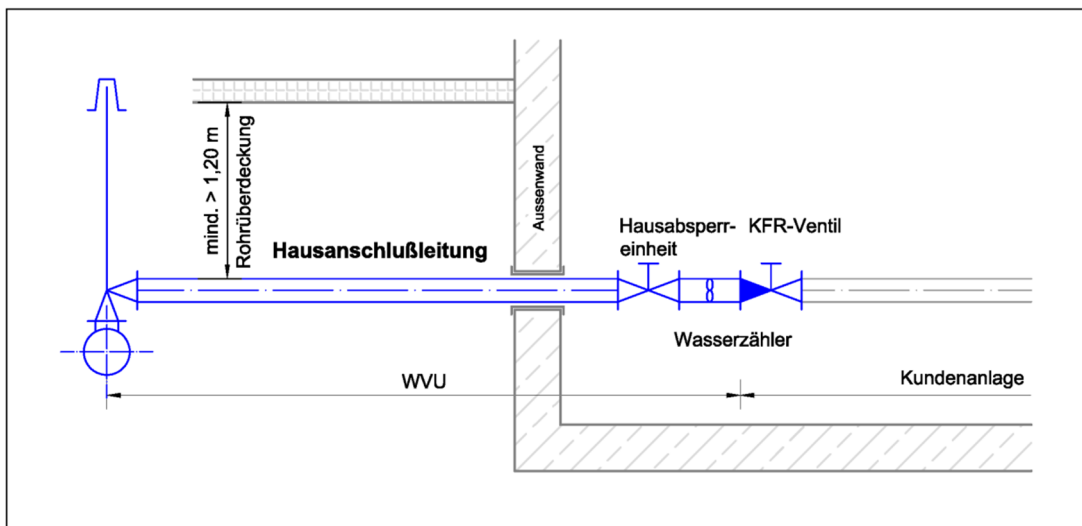 mind. > 1,20 m
Rohrüberdeckung
Hausanschlußleitung
Aussenwand
Hausabsperr-
einheit
KFR-Ventil
Wasserzähler
WVU
Kundenanlage